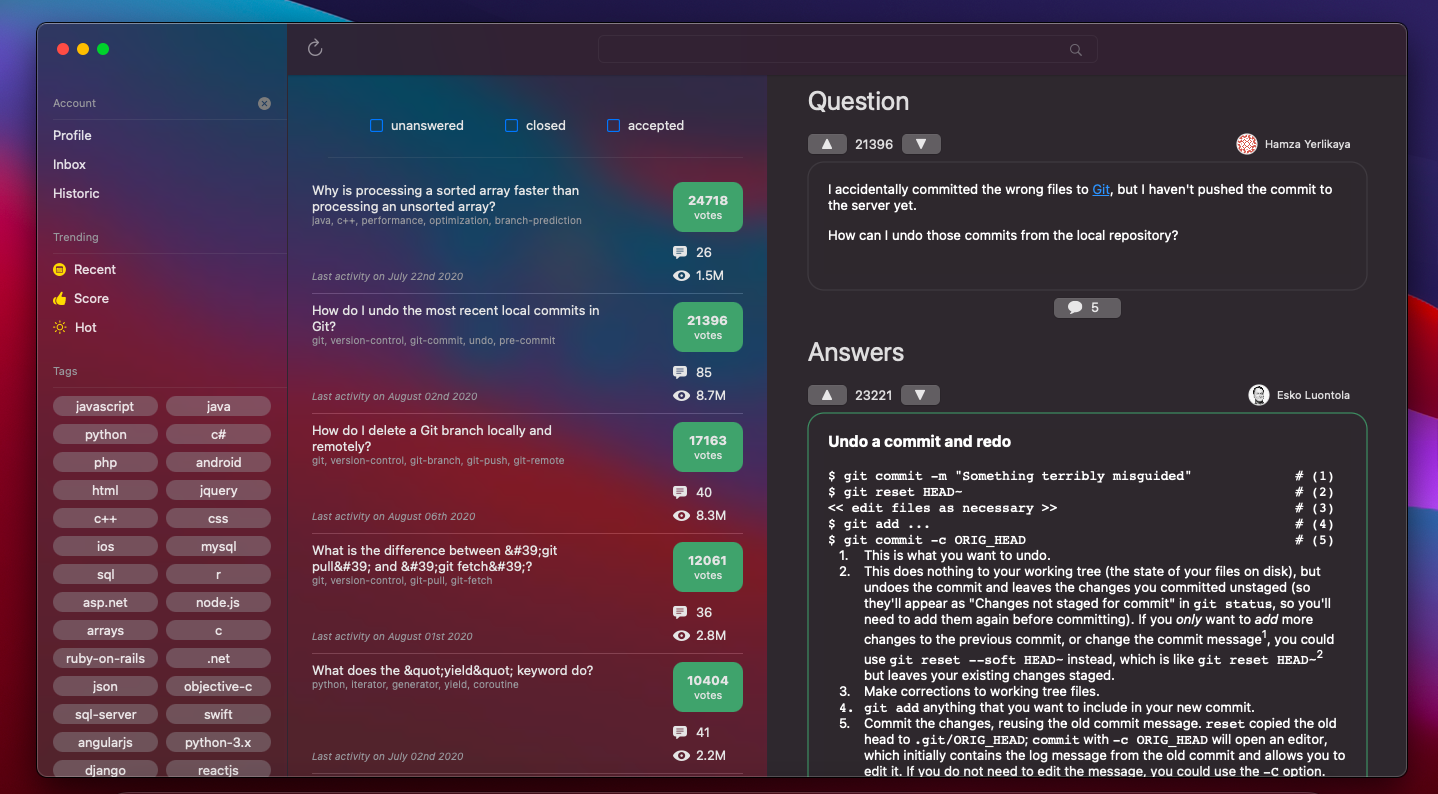 Account
Profile
Inbox
Historic
Trending
Recent
Score
Hot
Tags
javascript java
python c#
php android
html jquery
c++ css
ios mysql
sql r
asp.net node.js
arrays c
ruby-on-rails .net
json objective-c
sql-server swift
angularjs python-3.x
django reactjs
unanswered closed accepted
Why is processing a sorted array faster than
processing an unsorted array?
java, c++, performance, optimization, branch-prediction
24718
votes
26
Last activity on July 22nd 2020
1.5M
How do I undo the most recent local commits in
Git?
git, version-control, git-commit, undo, pre-commit
21396
votes
85
Last activity on August 02nd 2020
8.7M
How do I delete a Git branch locally and
remotely?
git, version-control, git-branch, git-push, git-remote
17163
votes
40
Last activity on August 06th 2020
8.3M
What is the difference between &#39;git
pull&#39; and &#39;git fetch&#39;?
git, version-control, git-pull, git-fetch
12061
votes
36
Last activity on August 01st 2020
2.8M
What does the &quot;yield&quot; keyword do?
python, iterator, generator, yield, coroutine
10404
votes
41
Last activity on July 02nd 2020
2.2M
Question
21396
Hamza Yerlikaya
I accidentally committed the wrong files to Git, but I haven't pushed the commit to
the server yet.
How can I undo those commits from the local repository?
5
Answers
23221
Esko Luontola
Undo a commit and redo
$ git commit -m "Something terribly misguided" # (1)
$ git reset HEAD~ # (2)
<< edit files as necessary >> # (3)
$ git add ... # (4)
$ git commit -c ORIG_HEAD # (5)
1. This is what you want to undo.
2. This does nothing to your working tree (the state of your files on disk), but
undoes the commit and leaves the changes you committed unstaged (so
they'll appear as "Changes not staged for commit" in git status, so you'll
need to add them again before committing). If you only want to add more
changes to the previous commit, or change the commit message1, you could
use git reset --soft HEAD~ instead, which is like git reset HEAD~2
but leaves your existing changes staged.
3. Make corrections to working tree files.
4. git add anything that you want to include in your new commit.
5. Commit the changes, reusing the old commit message. reset copied the old
head to .git/ORIG_HEAD; commit with -c ORIG_HEAD will open an editor,
which initially contains the log message from the old commit and allows you to
edit it. If you do not need to edit the message, you could use the -C option.